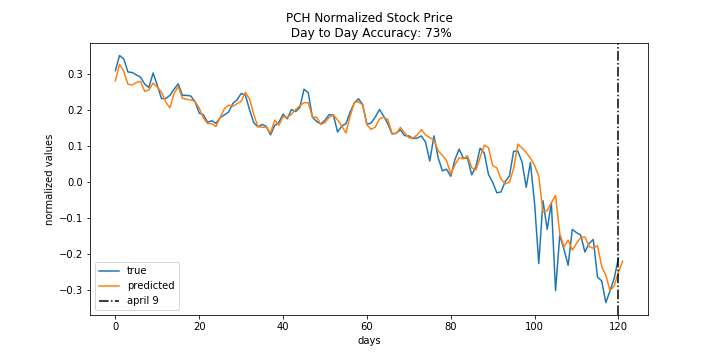 PCH Normalized Stock Price
Day to Day Accuracy: 73%
normalized values
0.3
0.2
0.1
0.0
−0.1
−0.2
−0.3
true
predicted
april 9
0 20 40 60 80 100 120
days